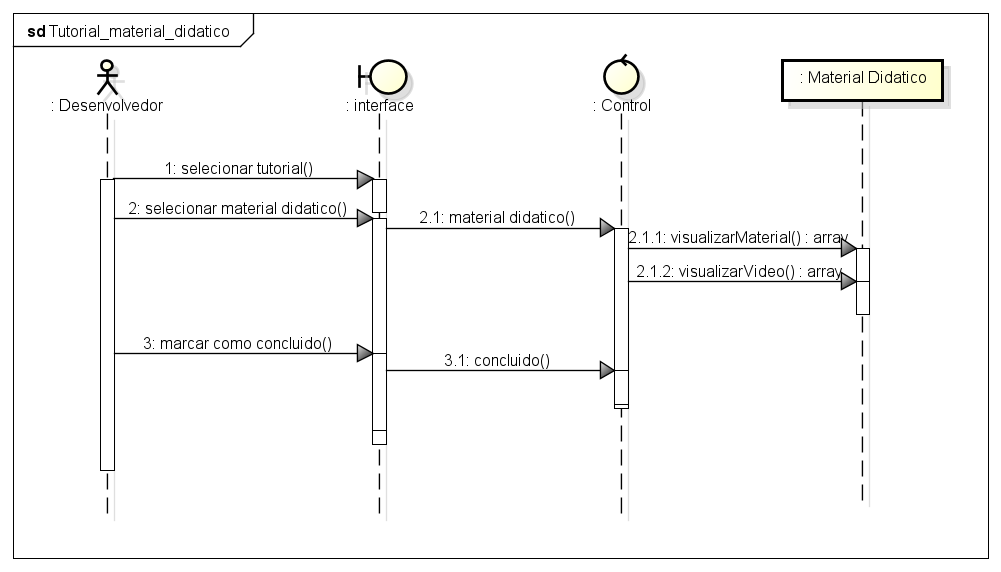 sd Tutorial_material_didatico
: Desenvolvedor
: interface
: Control
: Material Didatico
1: selecionar tutorial()
2: selecionar material didatico()
2.1: material didatico()
2.1.1: visualizarMaterial() : array
2.1.2: visualizarVideo() : array
3: marcar como concluido()
3.1: concluido()